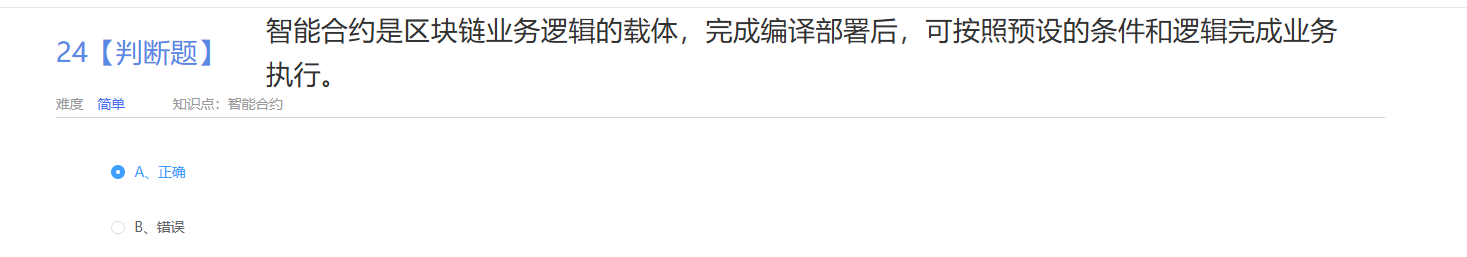 24【判断题】
智能合约是区块链业务逻辑的载体，完成编译部署后，可按照预设的条件和逻辑完成业务
执行。
难度 简单 知识点：智能合约
A、正确
B、错误